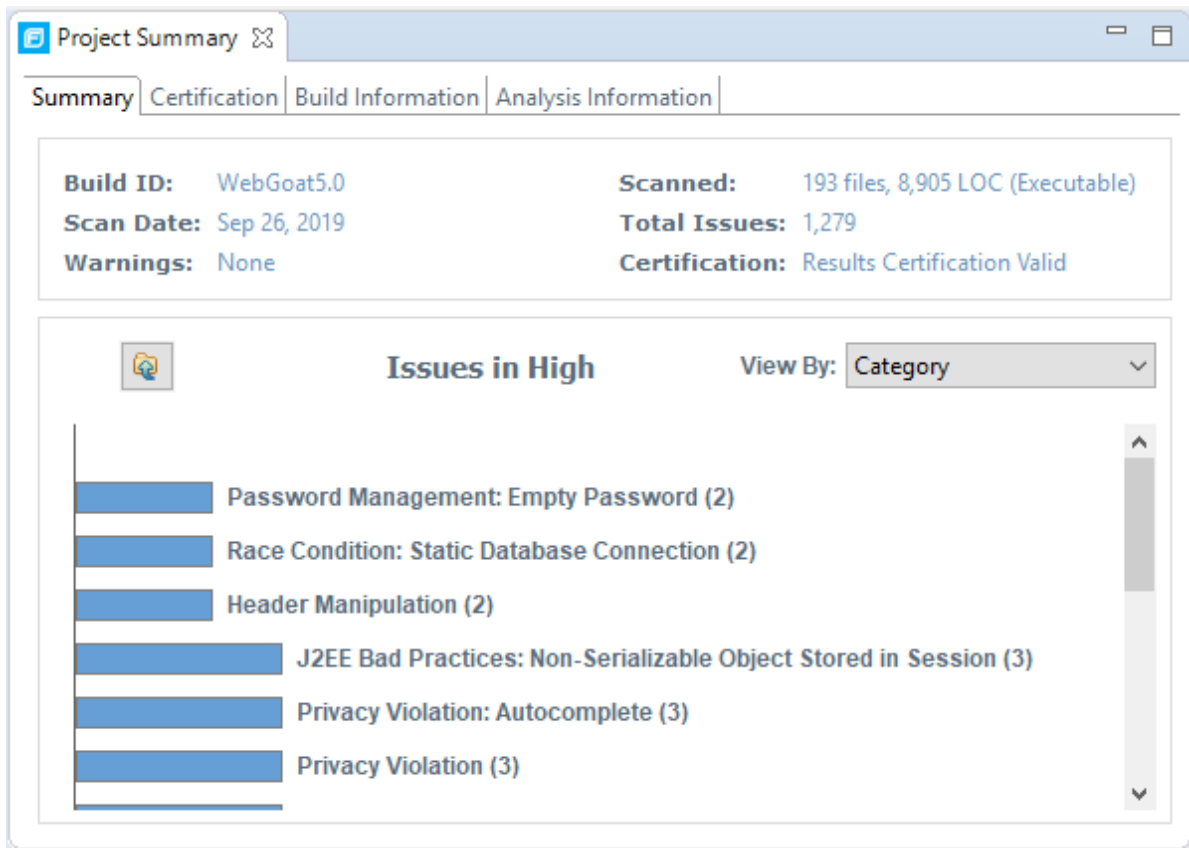 Project Summary
Summary Certification Build Information Analysis Information
Build ID: WebGoat5.0 Scanned: 193 files, 8,905 LOC (Executable)
Scan Date: Sep 26, 2019 Total Issues: 1,279
Warnings: None Certification: Results Certification Valid
Issues in High View By: Category
Password Management: Empty Password (2)
Race Condition: Static Database Connection (2)
Header Manipulation (2)
J2EE Bad Practices: Non-Serializable Object Stored in Session (3)
Privacy Violation: Autocomplete (3)
Privacy Violation (3)